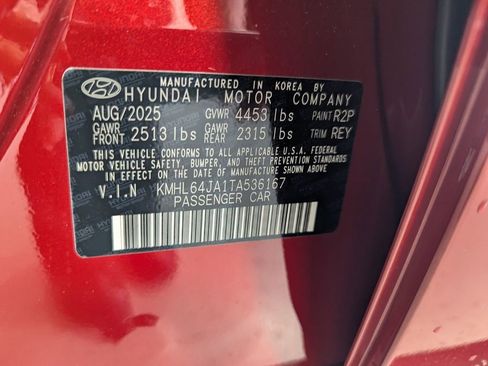 MANUFACTURED IN KOREA BY
HYUNDAI MOTOR COMPANY
AUG/2025 GVWR 4453 lbs PAINT R2P
GAWR FRONT 2513 lbs GAWR REAR 2315 lbs TRIM REY
THIS VEHICLE CONFORMS TO ALL APPLICABLE U.S.A. FEDERAL
MOTOR VEHICLE SAFETY, BUMPER, AND THEFT PREVENTION STANDARDS
IN EFFECT ON THE DATE OF MANUFACTURE SHOWN ABOVE.
V.I.N KMHL64JA1TA536167
PASSENGER CAR